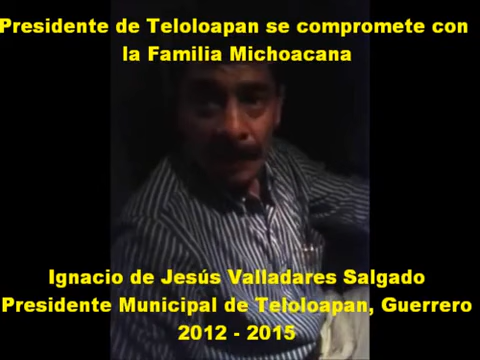 Presidente de Teloloapan se compromete con
la Familia Michoacana
Ignacio de Jesús Valladares Salgado
Presidente Municipal de Teloloapan, Guerrero
2012 - 2015